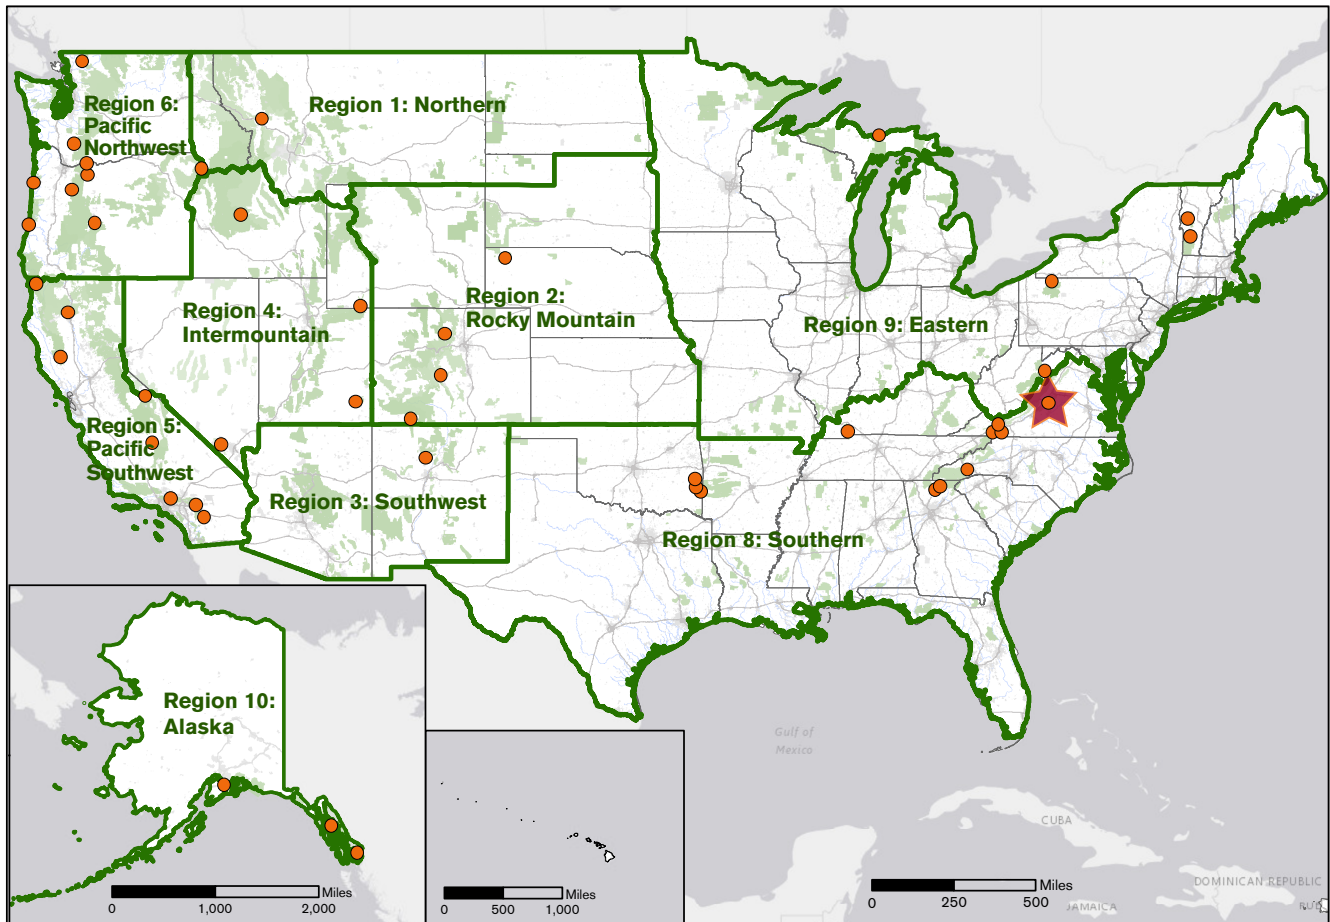 Region 6:
Pacific
Northwest
Region 1: Northern
Region 4:
Intermountain
Region 2:
Rocky Mountain
Region 9: Eastern
Region 5:
Pacific
Southwest
Region 3: Southwest
Region 8: Southern
Region 10:
Alaska
Gulf of
Mexico
CUBA
DOMINICAN REPUBLIC
JAMAICA
Miles
0 1,000 2,000
Miles
0 500 1,000
Miles
0 250 500